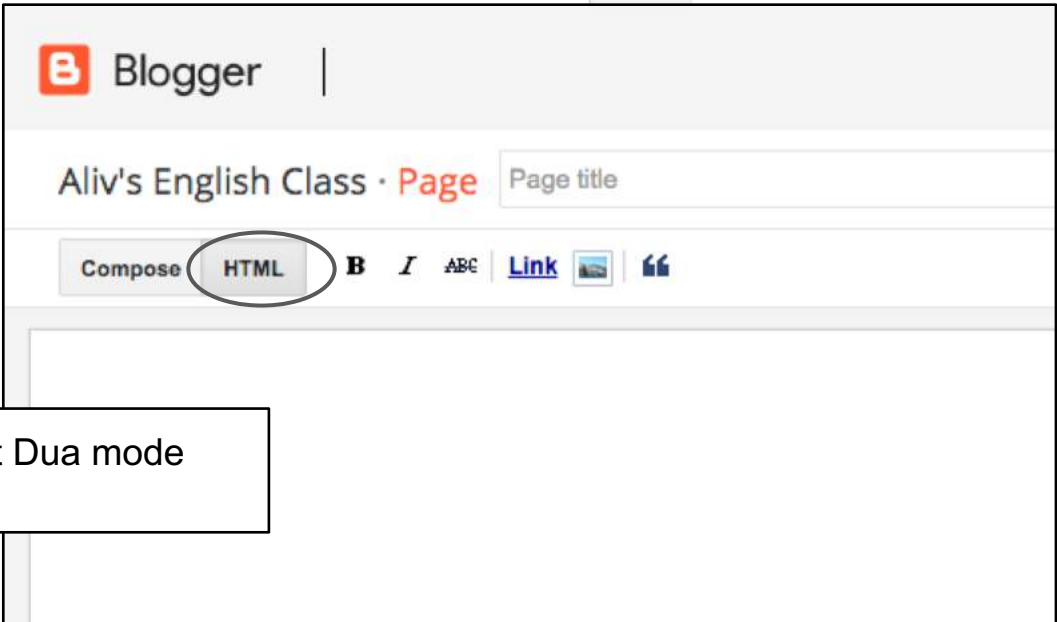 Blogger
Aliv's English Class · Page Page title
Compose HTML B I ABC Link
Dua mode